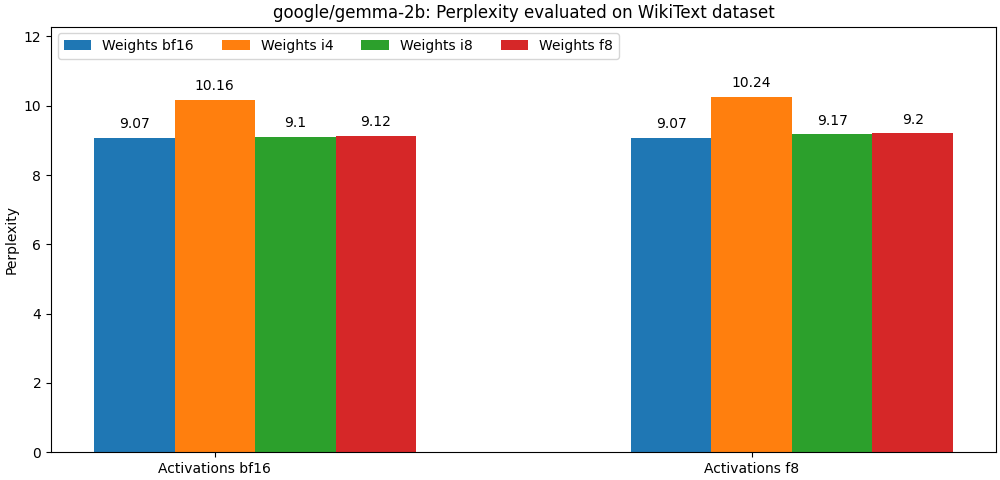 google/gemma-2b: Perplexity evaluated on WikiText dataset
Weights bf16 Weights i4 Weights i8 Weights f8
Perplexity
12
10
8
6
4
2
0
9.07 10.16 9.1 9.12
9.07 10.24 9.17 9.2
Activations bf16 Activations f8